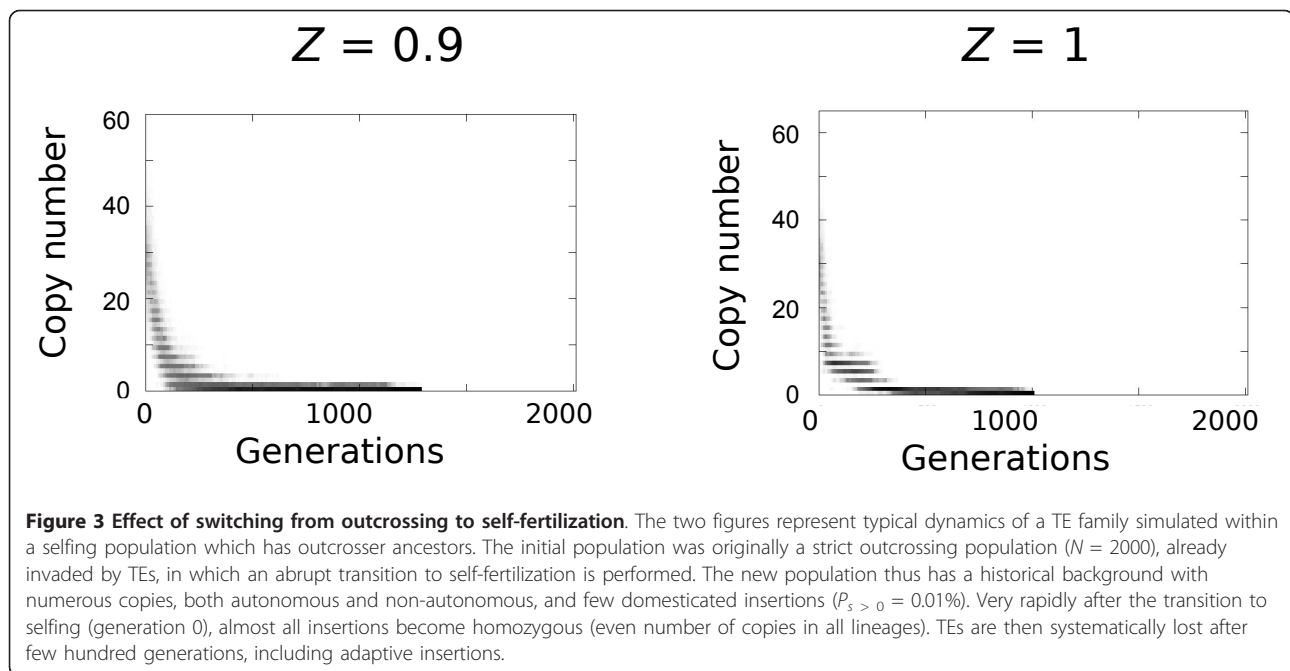 Z = 0.9
Z = 1
Copy number
60
40
20
0
0
1000
2000
Generations
Copy number
60
40
20
0
0
1000
2000
Generations
Figure 3 Effect of switching from outcrossing to self-fertilization. The two figures represent typical dynamics of a TE family simulated within
a selfing population which has outcrosser ancestors. The initial population was originally a strict outcrossing population (N = 2000), already
invaded by TEs, in which an abrupt transition to self-fertilization is performed. The new population thus has a historical background with
numerous copies, both autonomous and non-autonomous, and few domesticated insertions (Ps > 0 = 0.01%). Very rapidly after the transition to
selfing (generation 0), almost all insertions become homozygous (even number of copies in all lineages). TEs are then systematically lost after
few hundred generations, including adaptive insertions.